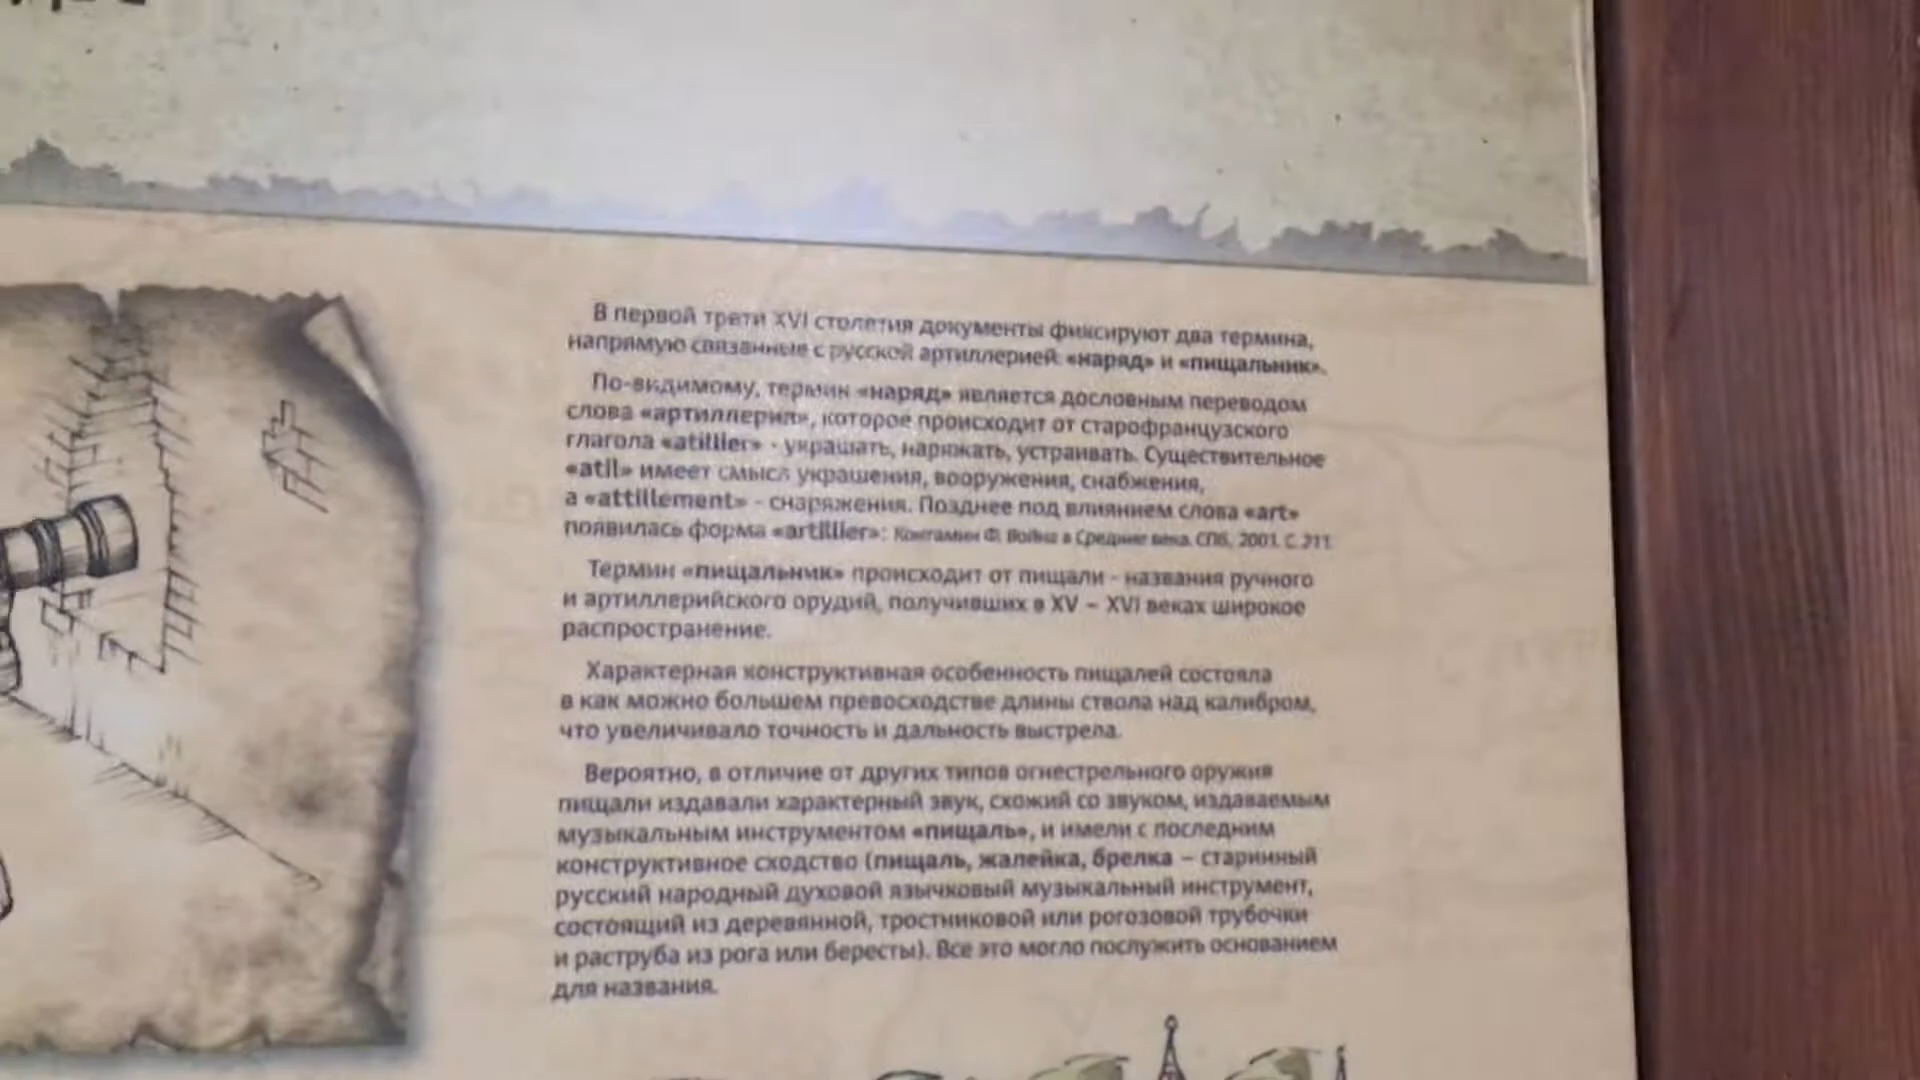 В первой трети XVI столетия документы фиксируют два термина,
напрямую связанные с русской артиллерией: «наряд» и «пищальник».
По-видимому, термин «наряд» является дословным переводом
слова «артиллерия», которое происходит от старофранцузского
глагола «atillier» - украшать, наряжать, устраивать. Существительное
«atil» имеет смысл украшения, вооружения, снабжения,
а «attillement» - снаряжения. Позднее под влиянием слова «art»
появилась форма «artillier»: Контамин Ф. Война в Средние века. СПб., 2001. С. 211.
Термин «пищальник» происходит от пищали - названия ручного
и артиллерийского орудий, получивших в XV – XVI веках широкое
распространение.
Характерная конструктивная особенность пищалей состояла
в как можно большем превосходстве длины ствола над калибром,
что увеличивало точность и дальность выстрела.
Вероятно, в отличие от других типов огнестрельного оружия
пищали издавали характерный звук, схожий со звуком, издаваемым
музыкальным инструментом «пищаль», и имели с последним
конструктивное сходство (пищаль, жалейка, брелка – старинный
русский народный духовой язычковый музыкальный инструмент,
состоящий из деревянной, тростниковой или рогозовой трубочки
и раструба из рога или бересты). Все это могло послужить основанием
для названия.